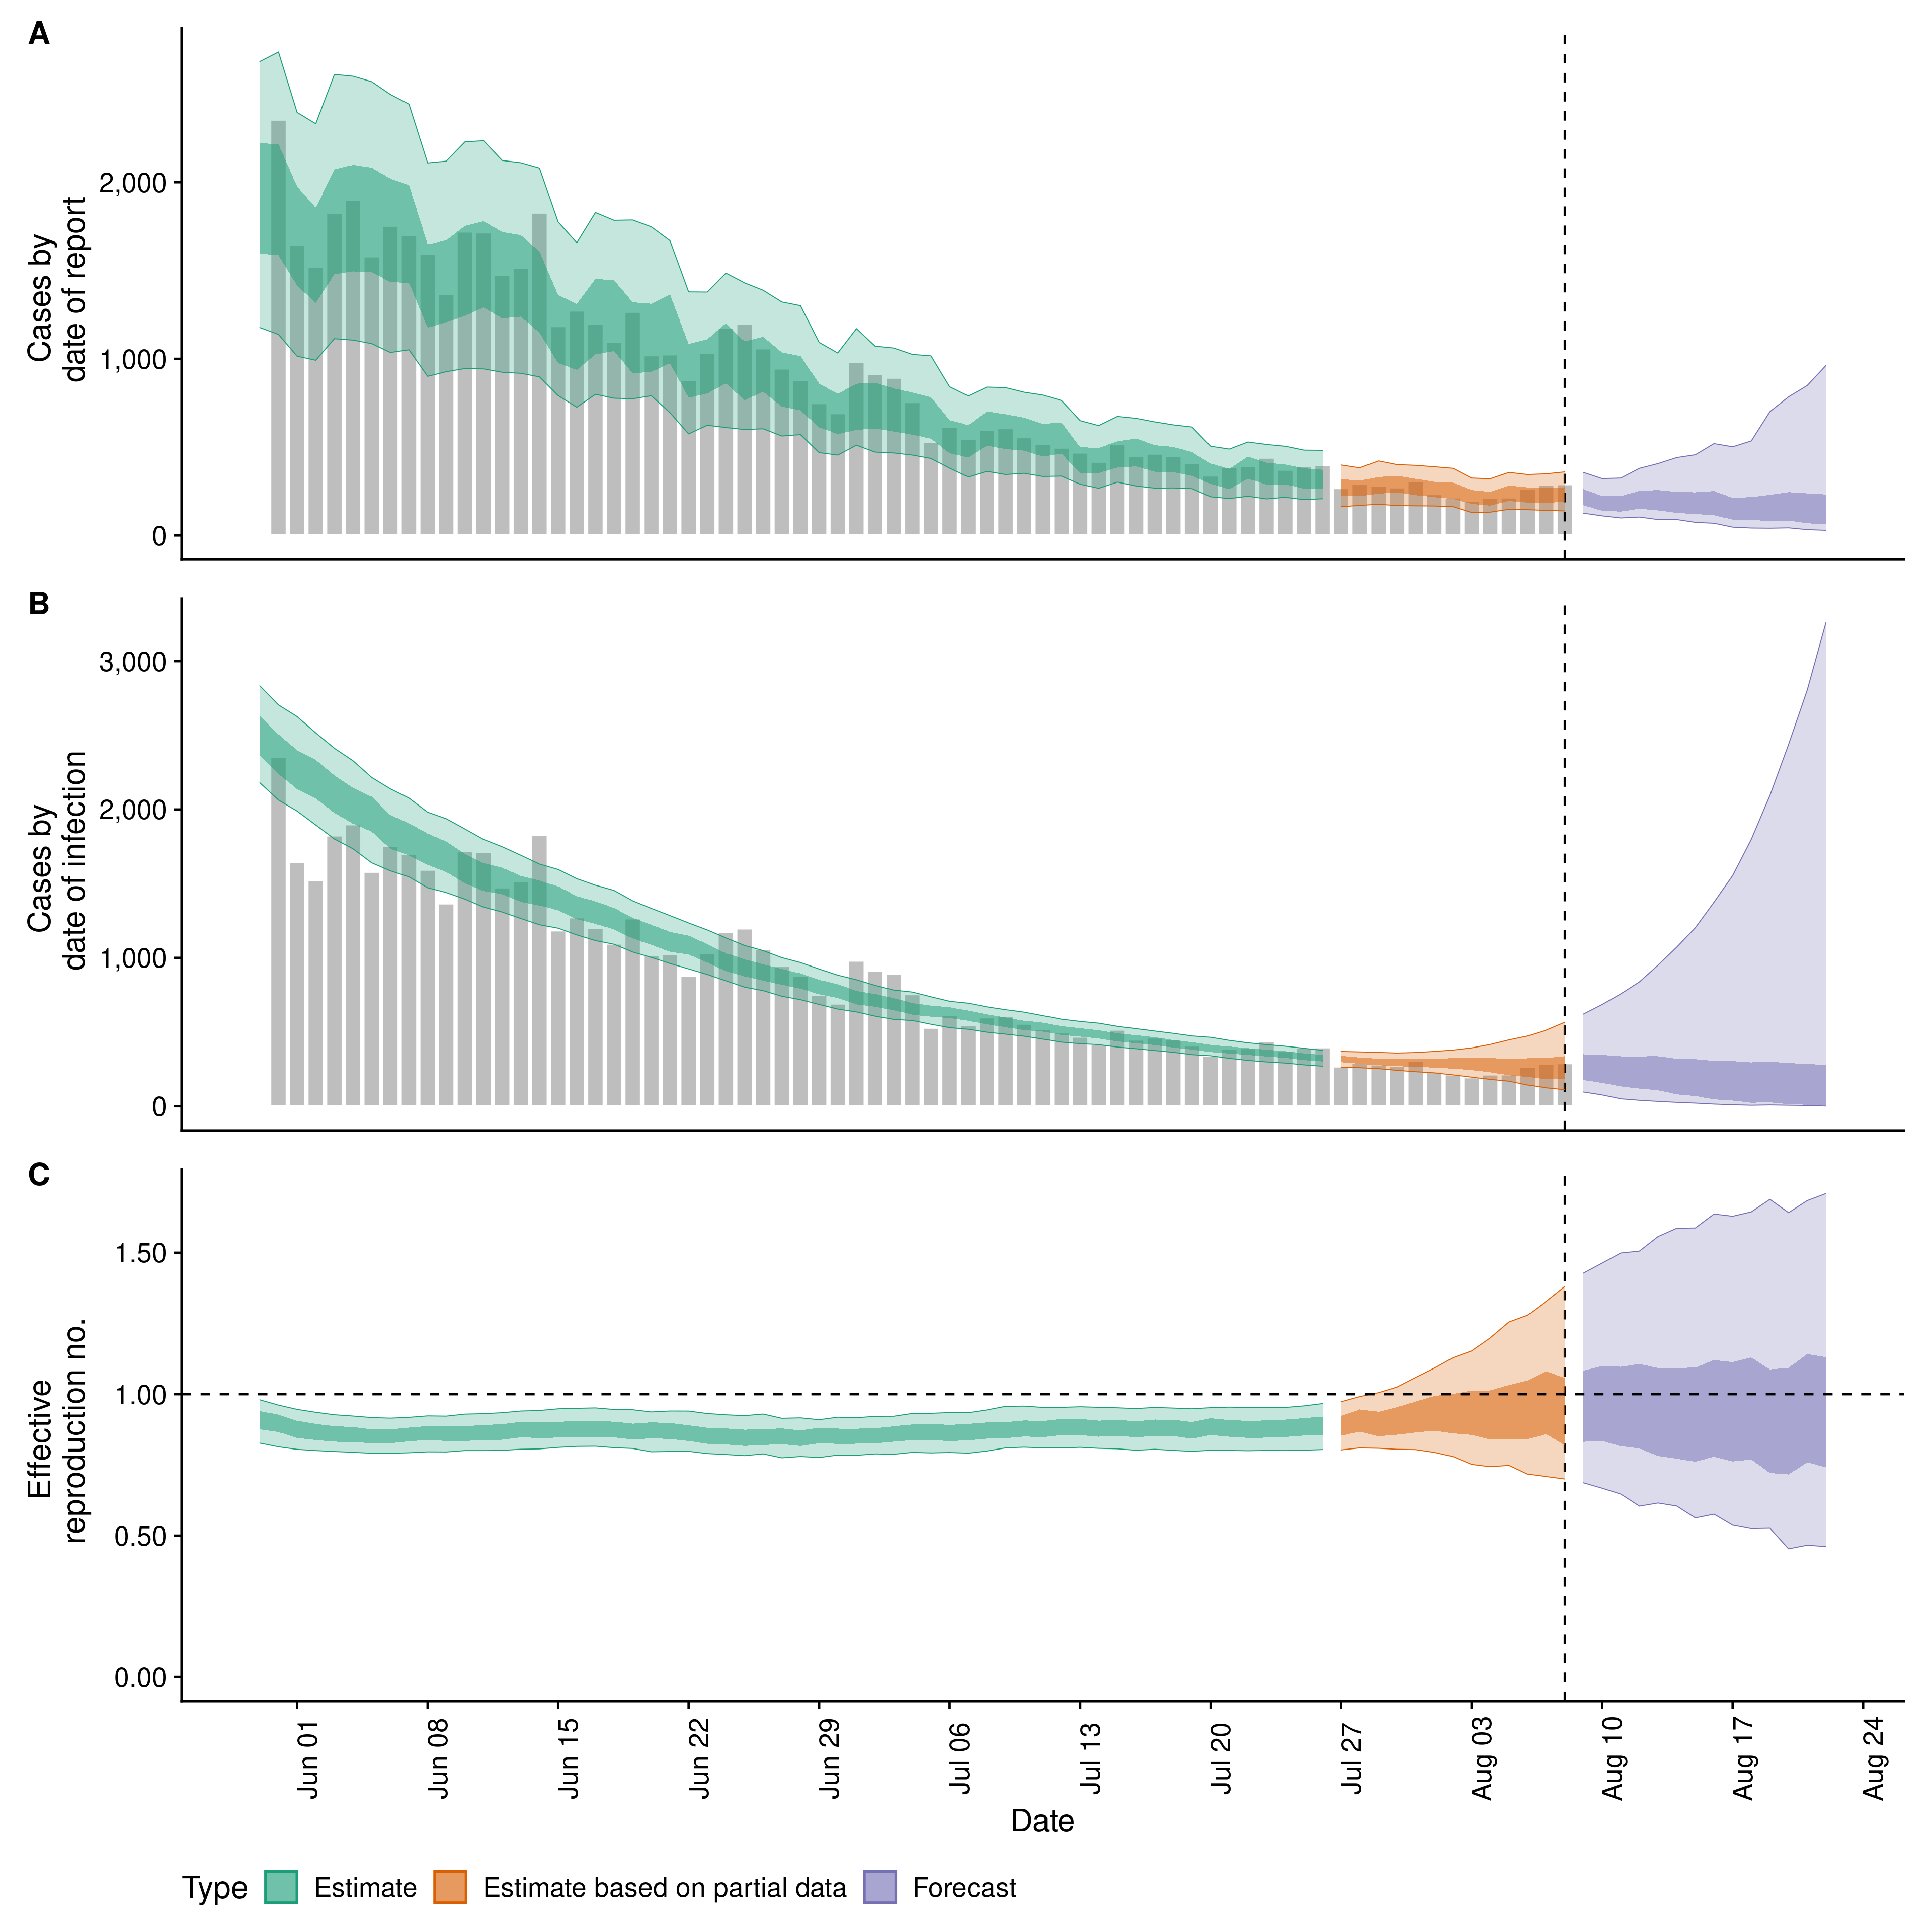 A
Cases by
date of report
2,000
1,000
0
B
Cases by
date of infection
3,000
2,000
1,000
0
C
Effective
reproduction no.
1.50
1.00
0.50
0.00
Jun 01
Jun 08
Jun 15
Jun 22
Jun 29
Jul 06
Jul 13
Jul 20
Jul 27
Aug 03
Aug 10
Aug 17
Aug 24
Date
Type Estimate Estimate based on partial data Forecast